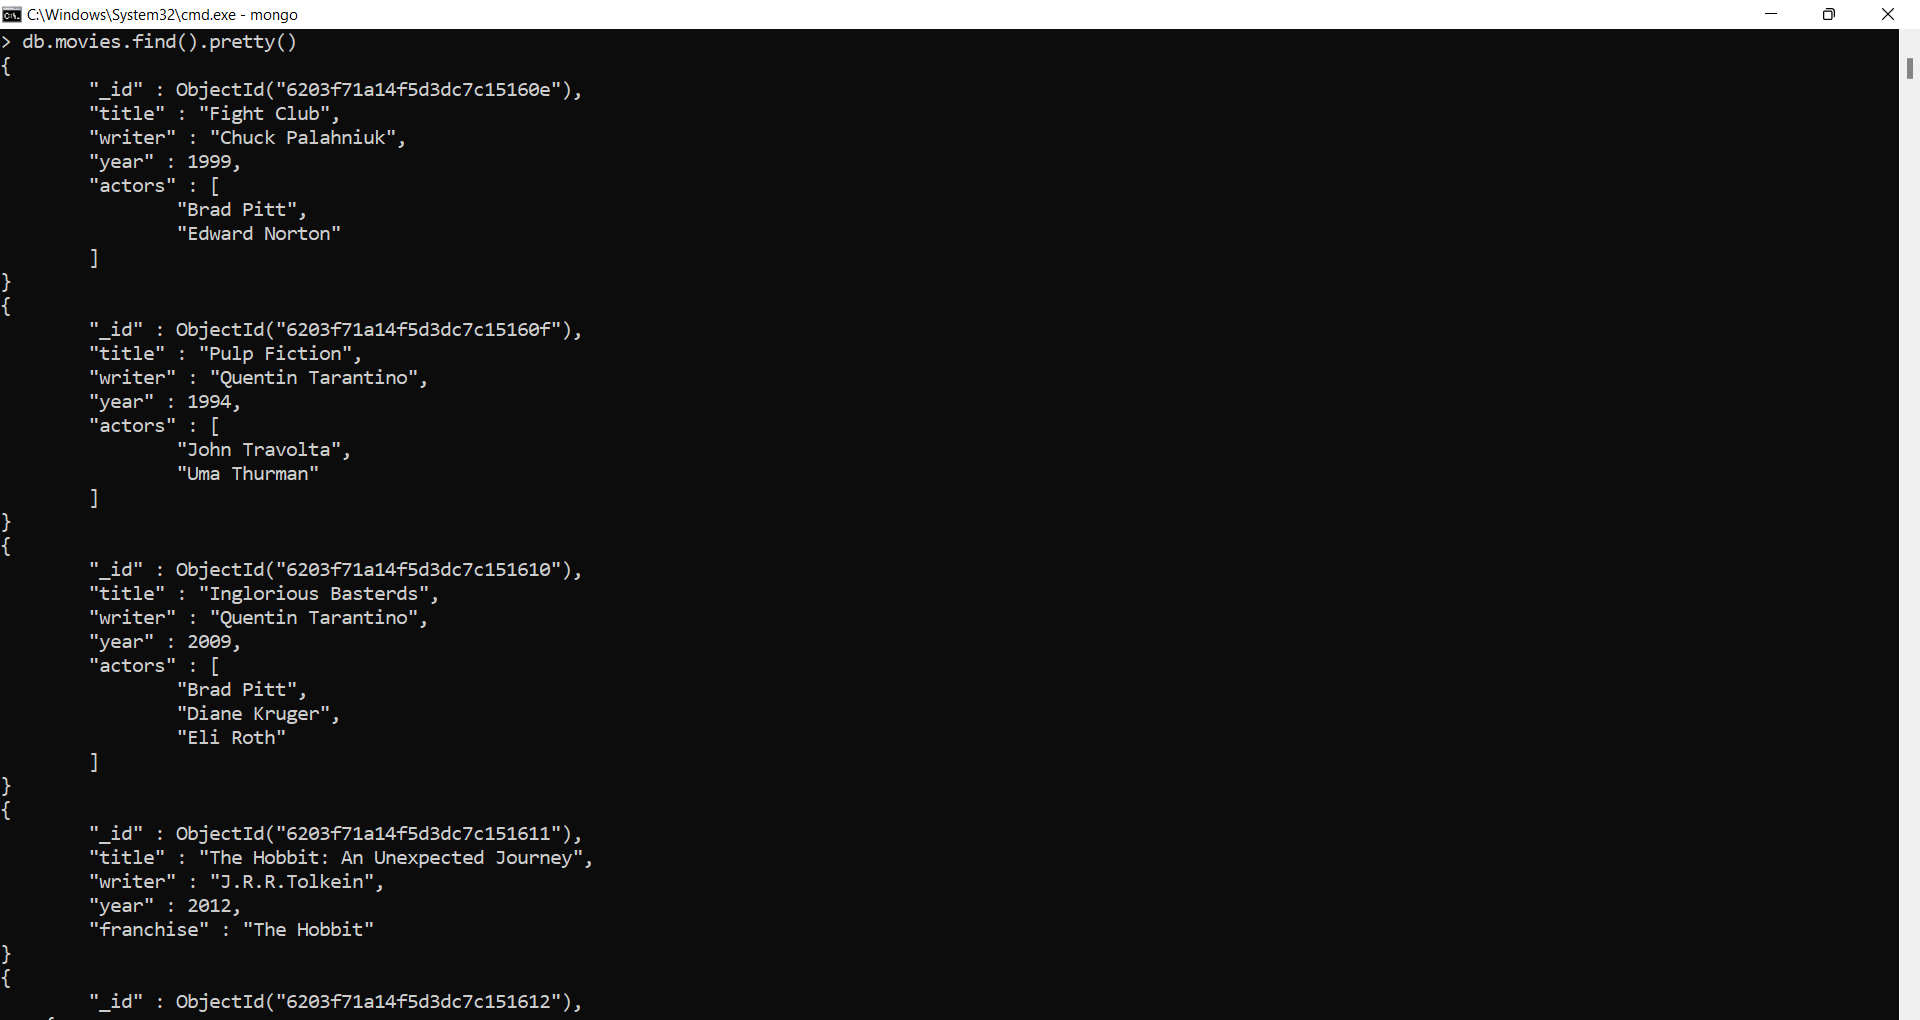 C:\Windows\System32\cmd.exe - mongo
> db.movies.find().pretty()
{
        "_id" : ObjectId("6203f71a14f5d3dc7c15160e"),
        "title" : "Fight Club",
        "writer" : "Chuck Palahniuk",
        "year" : 1999,
        "actors" : [
                "Brad Pitt",
                "Edward Norton"
        ]
}
{
        "_id" : ObjectId("6203f71a14f5d3dc7c15160f"),
        "title" : "Pulp Fiction",
        "writer" : "Quentin Tarantino",
        "year" : 1994,
        "actors" : [
                "John Travolta",
                "Uma Thurman"
        ]
}
{
        "_id" : ObjectId("6203f71a14f5d3dc7c151610"),
        "title" : "Inglorious Basterds",
        "writer" : "Quentin Tarantino",
        "year" : 2009,
        "actors" : [
                "Brad Pitt",
                "Diane Kruger",
                "Eli Roth"
        ]
}
{
        "_id" : ObjectId("6203f71a14f5d3dc7c151611"),
        "title" : "The Hobbit: An Unexpected Journey",
        "writer" : "J.R.R.Tolkein",
        "year" : 2012,
        "franchise" : "The Hobbit"
}
{
        "_id" : ObjectId("6203f71a14f5d3dc7c151612"),